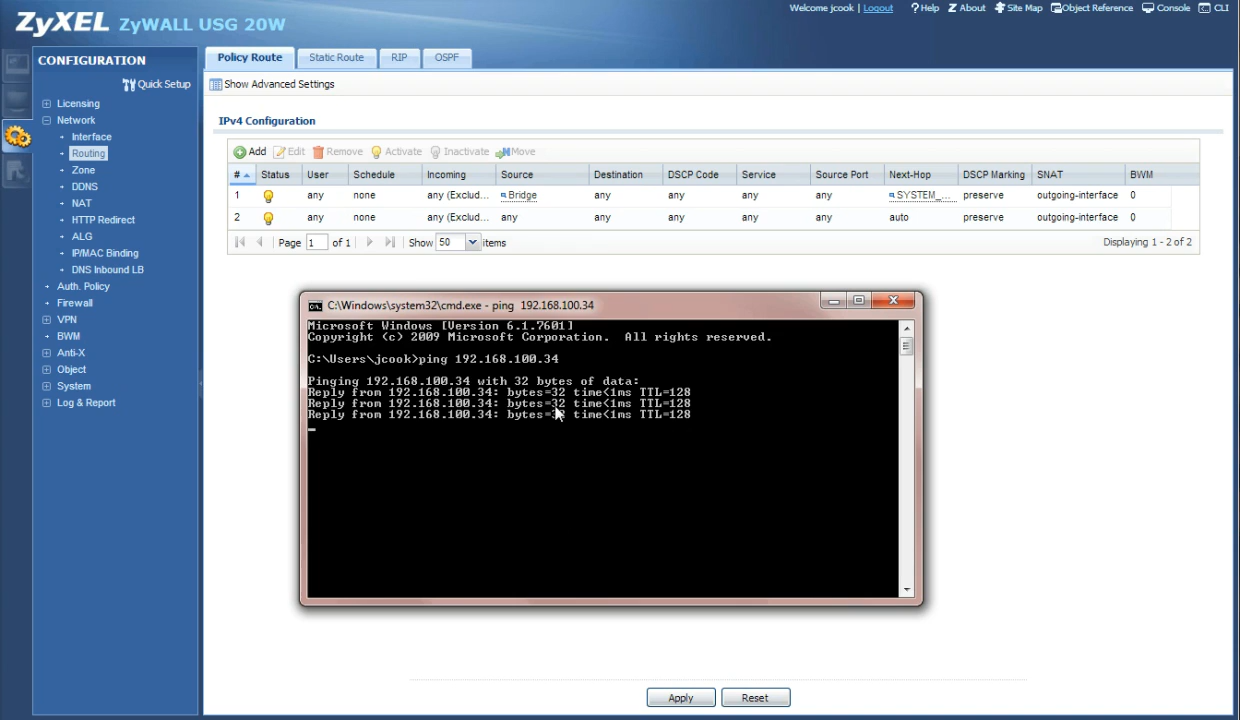 ZyXEL ZyWALL USG 20W
Welcome jcook | Logout ? Help Z About Site Map Object Reference Console CLI
CONFIGURATION
Quick Setup
Licensing
Network
Interface
Routing
Zone
DDNS
NAT
HTTP Redirect
ALG
IP/MAC Binding
DNS Inbound LB
Auth. Policy
Firewall
VPN
BWM
Anti-X
Object
System
Log & Report
Policy Route Static Route RIP OSPF
Show Advanced Settings
IPv4 Configuration
Add Edit Remove Activate Inactivate Move
# Status User Schedule Incoming Source Destination DSCP Code Service Source Port Next-Hop DSCP Marking SNAT BWM
1 any none any (Exclud... Bridge any any any any SYSTEM_... preserve outgoing-interface 0
2 any none any (Exclud... any any any any any auto preserve outgoing-interface 0
Page 1 of 1 Show 50 items Displaying 1 - 2 of 2
C:\Windows\system32\cmd.exe - ping 192.168.100.34
Microsoft Windows [Version 6.1.7601]
Copyright (c) 2009 Microsoft Corporation. All rights reserved.
C:\Users\jcook>ping 192.168.100.34
Pinging 192.168.100.34 with 32 bytes of data:
Reply from 192.168.100.34: bytes=32 time<1ms TTL=128
Reply from 192.168.100.34: bytes=32 time<1ms TTL=128
Reply from 192.168.100.34: bytes=32 time<1ms TTL=128
Apply Reset